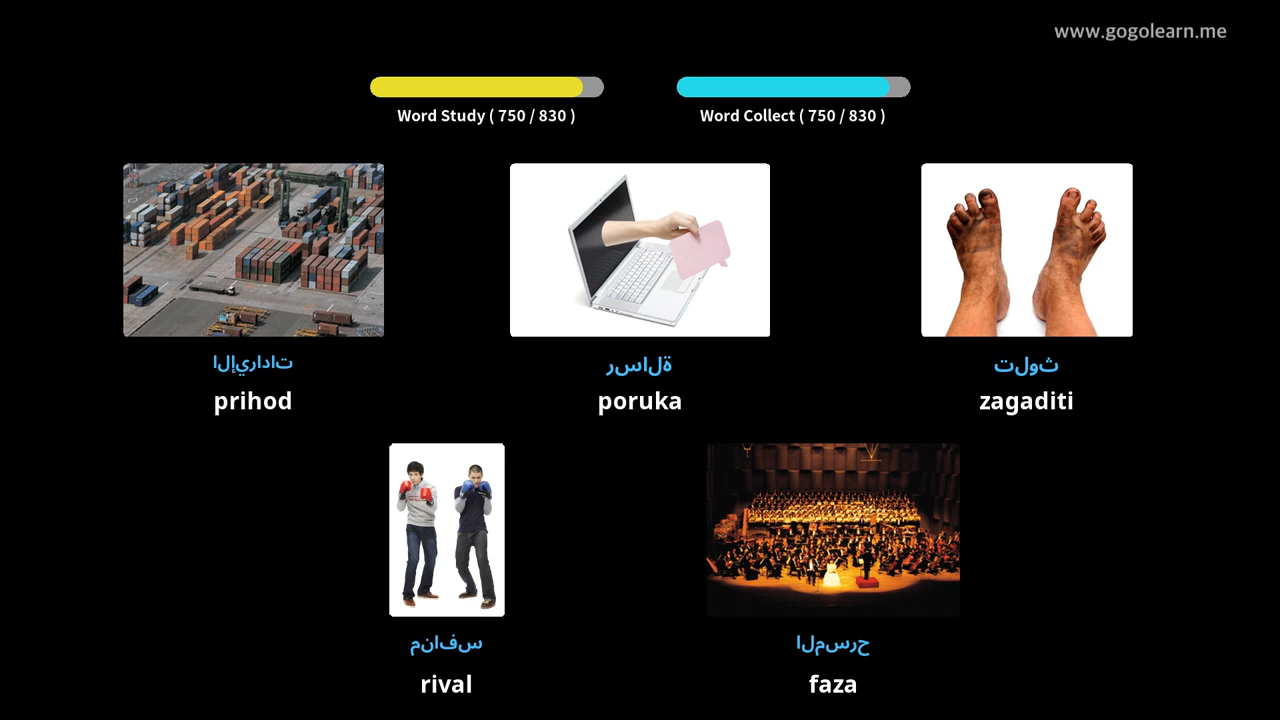 www.gogolearn.me
Word Study ( 750 / 830 )
Word Collect ( 750 / 830 )
الإيرادات
رسالة
تلوث
prihod
poruka
zagaditi
منافس
المسرح
rival
faza